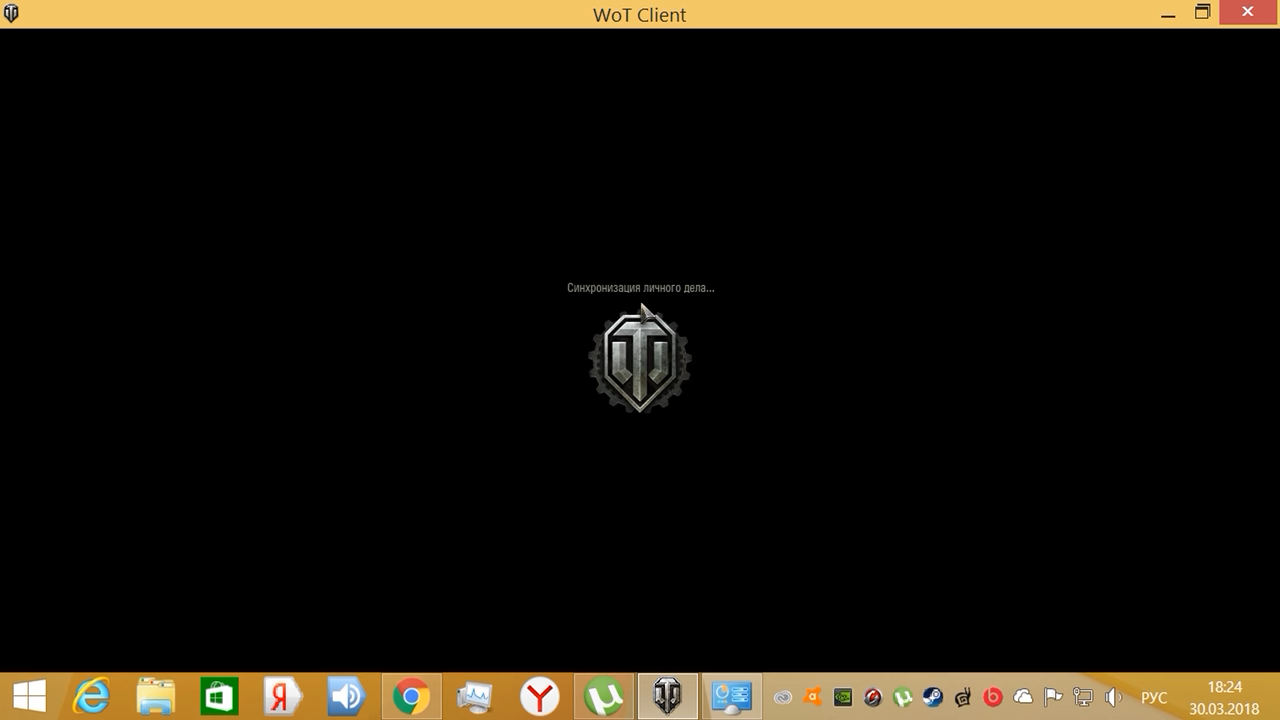 WoT Client
Синхронизация личного дела...
РУС
18:24
30.03.2018